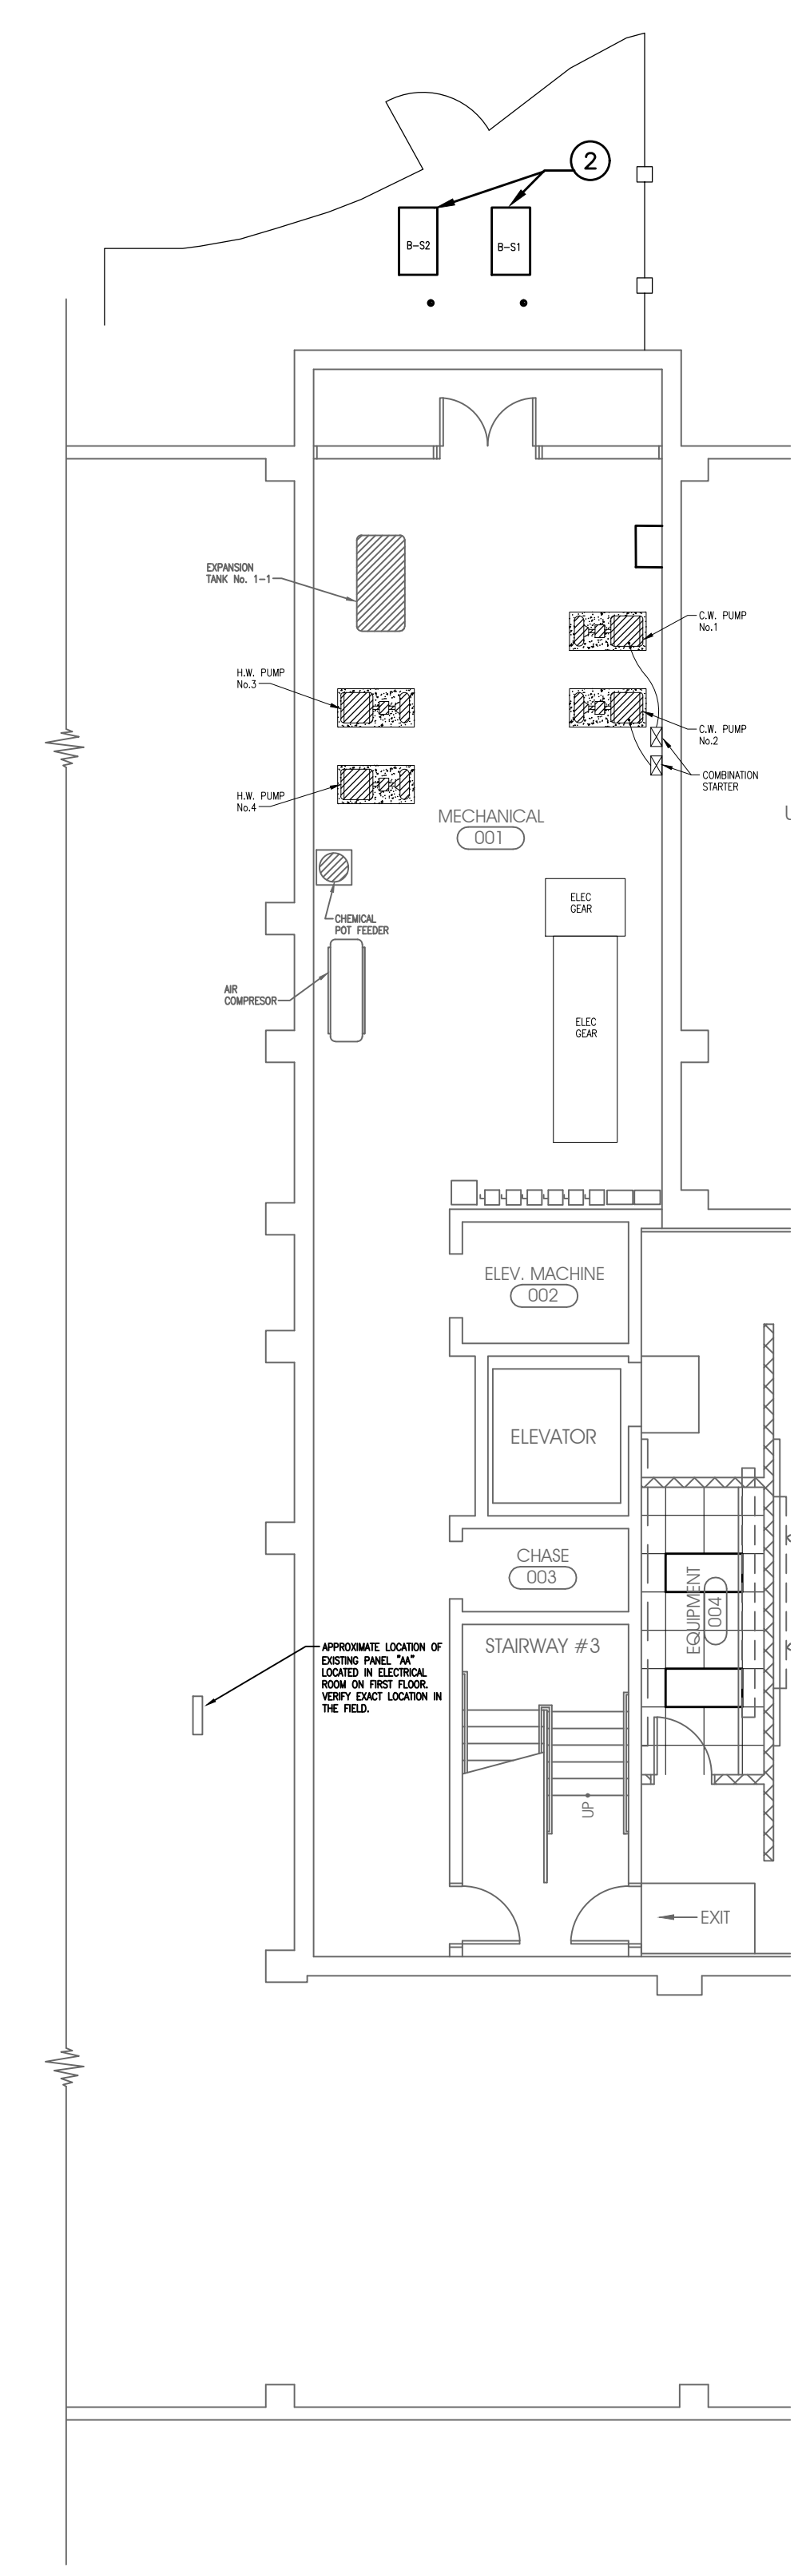 2
B-S2
B-S1
EXPANSION
TANK No. 1-1
C.W. PUMP
No.1
H.W. PUMP
No.3
C.W. PUMP
No.2
COMBINATION
STARTER
H.W. PUMP
No.4
MECHANICAL
001
ELEC
GEAR
CHEMICAL
POT FEEDER
AIR
COMPRESOR
ELEC
GEAR
ELEV. MACHINE
002
ELEVATOR
CHASE
003
EQUIPMENT
004
APPROXIMATE LOCATION OF
EXISTING PANEL "AA"
LOCATED IN ELECTRICAL
ROOM ON FIRST FLOOR.
VERIFY EXACT LOCATION IN
THE FIELD.
STAIRWAY #3
UP
EXIT